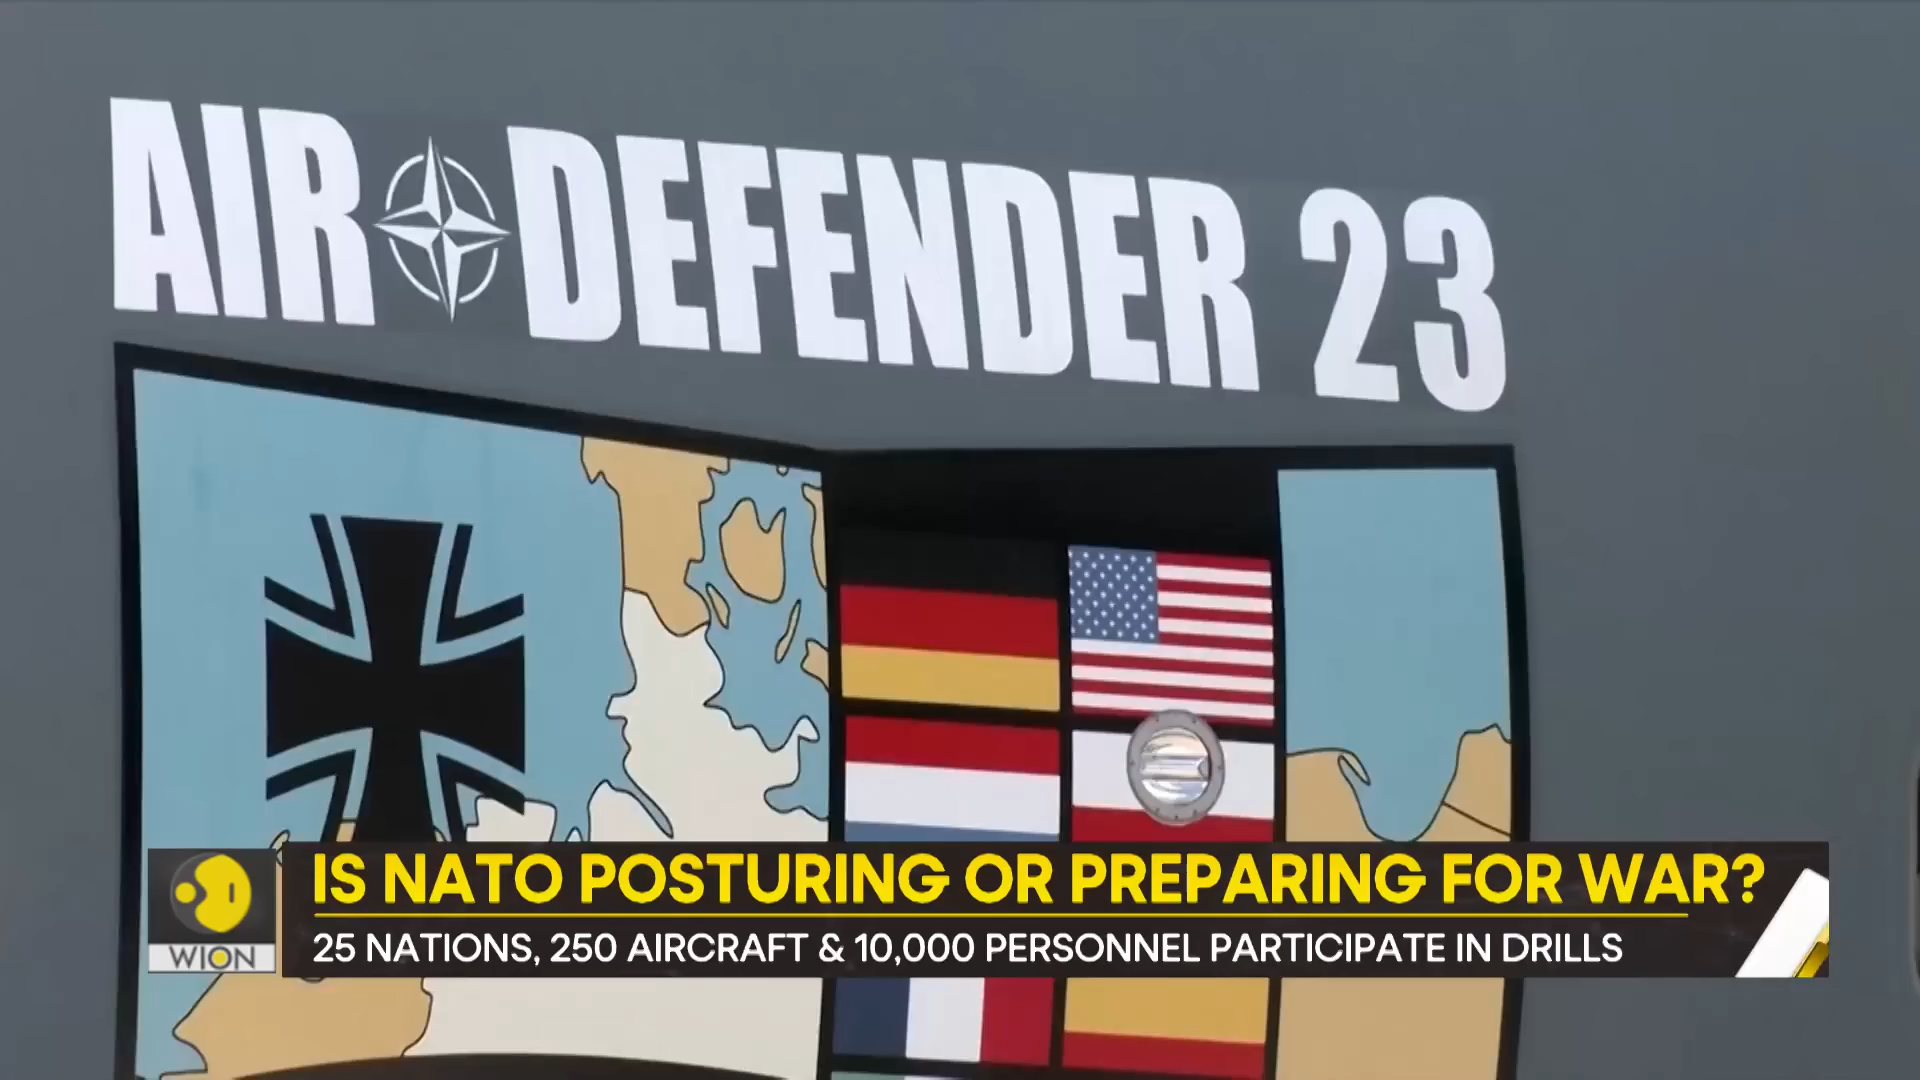 AIR DEFENDER 23
IS NATO POSTURING OR PREPARING FOR WAR?
25 NATIONS, 250 AIRCRAFT & 10,000 PERSONNEL PARTICIPATE IN DRILLS
WION